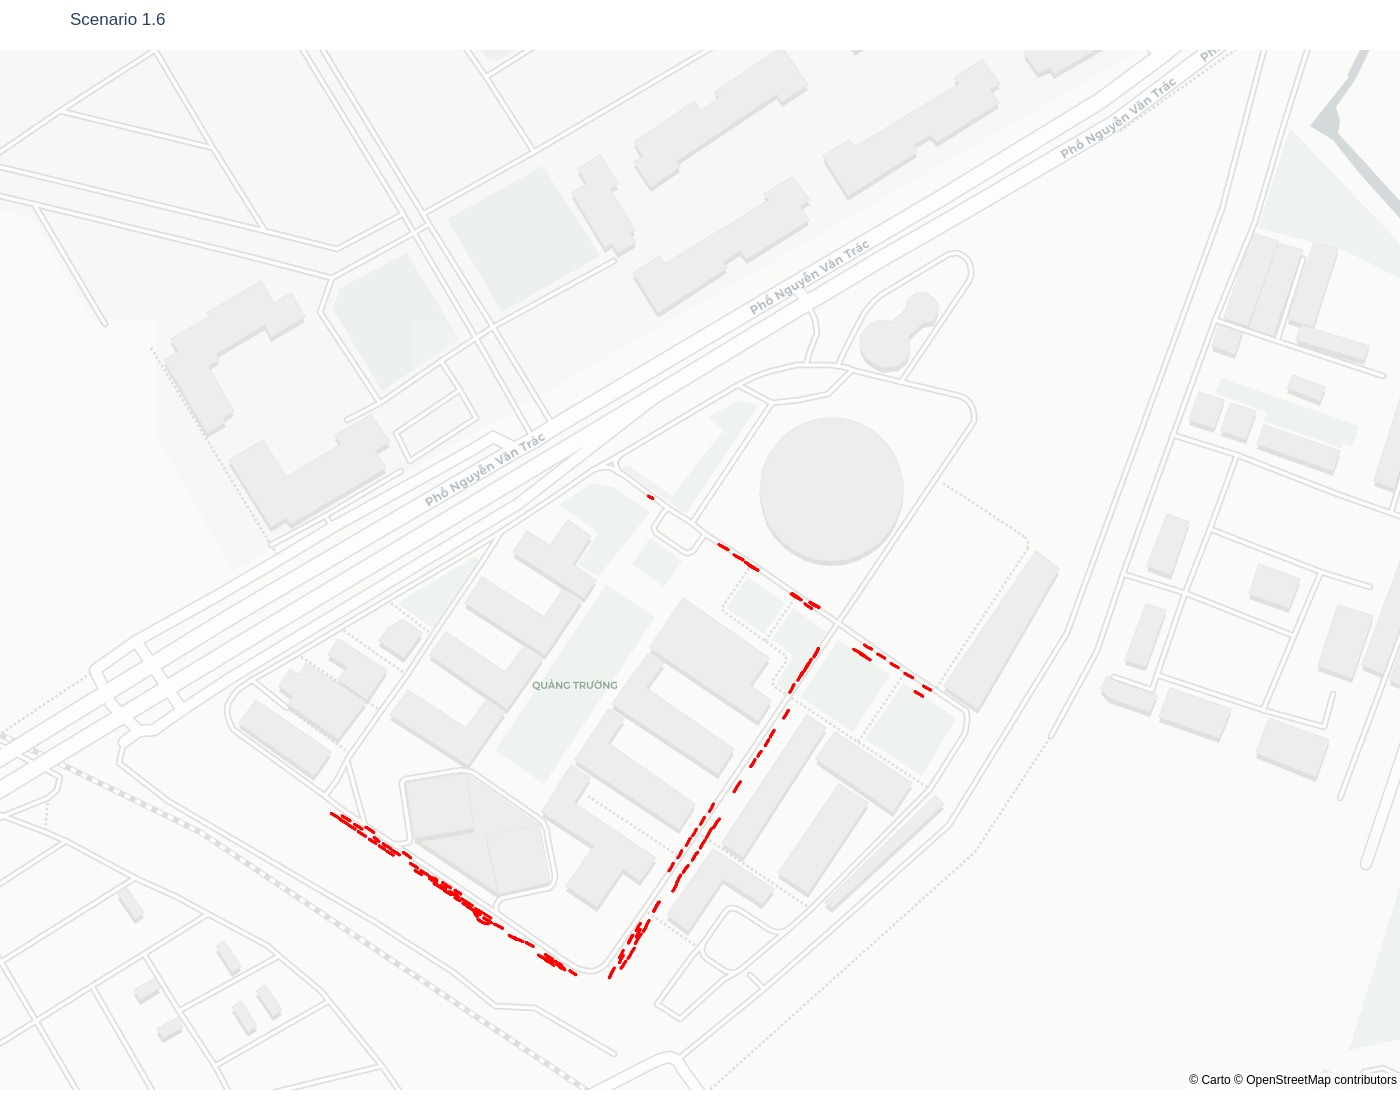 Scenario 1.6
Phố Nguyễn Văn Trác
Phố Nguyễn Văn Trác
Phố Nguyễn Văn Trác
QUẢNG TRƯỜNG
© Carto © OpenStreetMap contributors